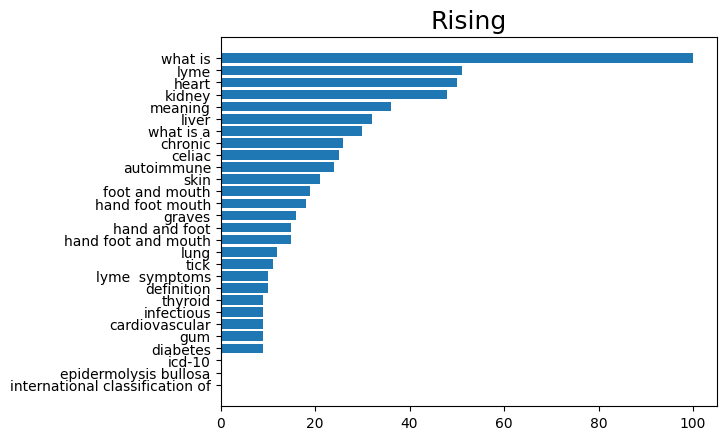 Rising
what is
lyme
heart
kidney
meaning
liver
what is a
chronic
celiac
autoimmune
skin
foot and mouth
hand foot mouth
graves
hand and foot
hand foot and mouth
lung
tick
lyme  symptoms
definition
thyroid
infectious
cardiovascular
gum
diabetes
icd-10
epidermolysis bullosa
international classification of
0 20 40 60 80 100